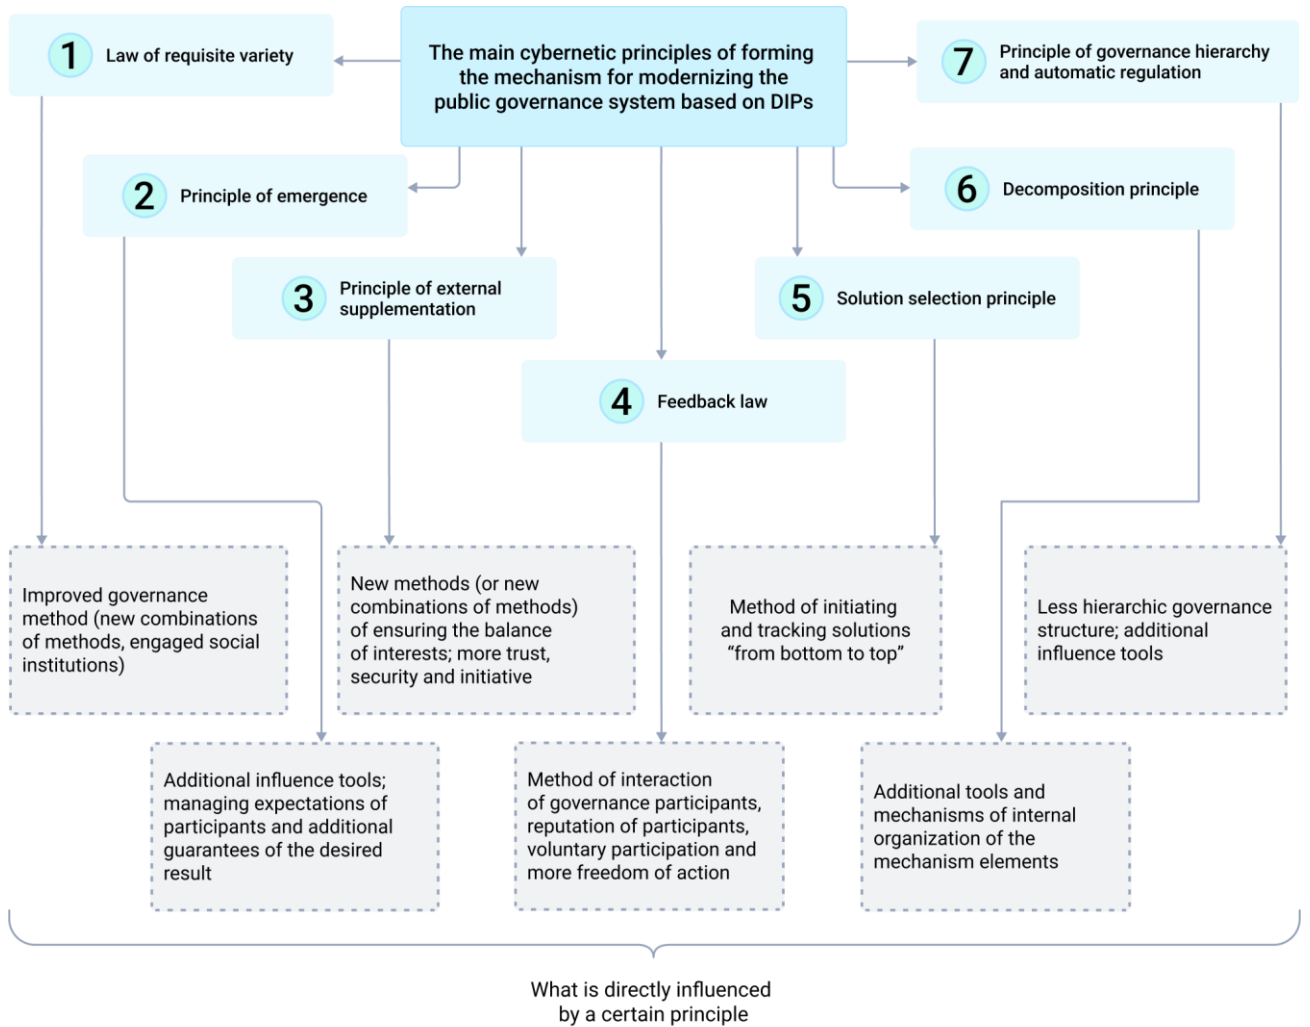 The main cybernetic principles of forming
the mechanism for modernizing the
public governance system based on DIPs
1
Law of requisite variety
2
Principle of emergence
3
Principle of external
supplementation
4
Feedback law
5
Solution selection principle
6
Decomposition principle
7
Principle of governance hierarchy
and automatic regulation
Improved governance
method (new combinations
of methods, engaged social
institutions)
Additional influence tools;
managing expectations of
participants and additional
guarantees of the desired
result
New methods (or new
combinations of methods)
of ensuring the balance
of interests; more trust,
security and initiative
Method of interaction
of governance participants,
reputation of participants,
voluntary participation and
more freedom of action
Method of initiating
and tracking solutions
“from bottom to top”
Additional tools and
mechanisms of internal
organization of the
mechanism elements
Less hierarchic governance
structure; additional
influence tools
What is directly influenced
by a certain principle